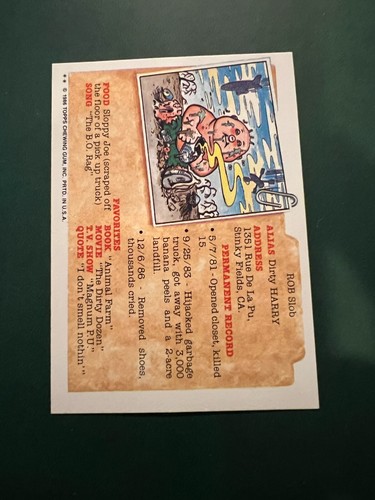 ROB Slob
ALIAS Dirty HARRY
ADDRESS
1351 Rue De La Pu,
Stinky Fields, CA.
PERMANENT RECORD
• 5/7/81 - Opened closet, killed
15.
• 9/25/83 - Hijacked garbage
truck, got away with 3,000
banana peels and a 2-acre
landfill.
• 12/6/86 - Removed shoes,
thousands cried.
FAVORITES
FOOD Sloppy Joe (scraped off
the floor of a pick up truck)
SONG "The B.O. Rag"
BOOK "Animal Farm"
MOVIE "The Dirty Dozen"
T.V. SHOW "Magnum P.U."
QUOTE "I don't smell nothin'"
** © 1986 TOPPS CHEWING GUM, INC. PRTD. IN U.S.A.